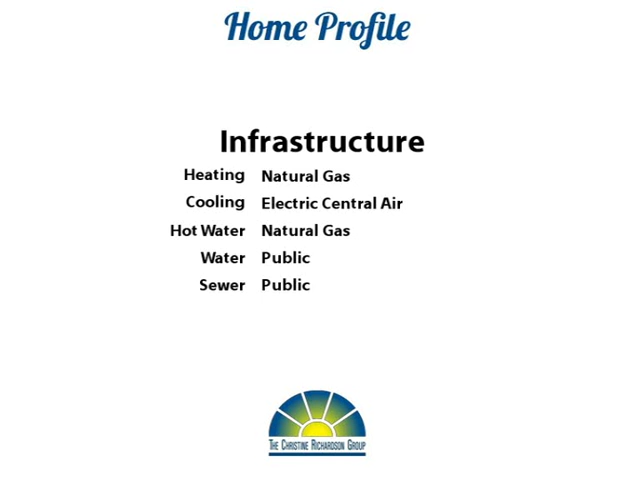 Home Profile
Infrastructure
Heating Natural Gas
Cooling Electric Central Air
Hot Water Natural Gas
Water Public
Sewer Public
The Christine Richardson Group